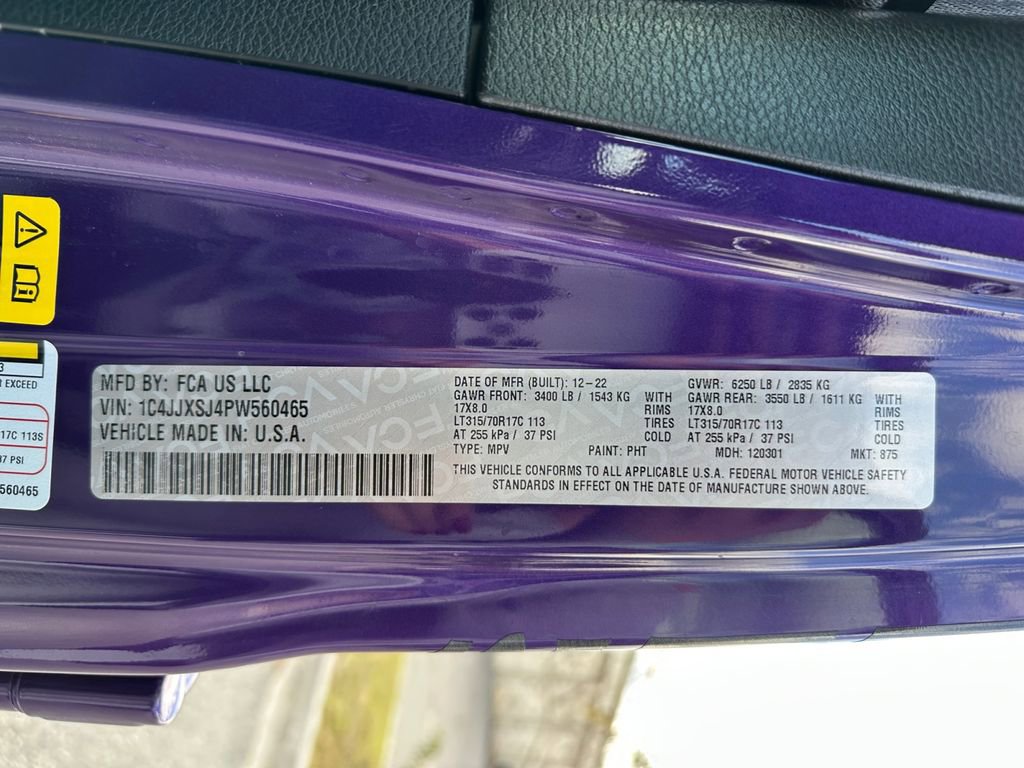 MFD BY: FCA US LLC
VIN: 1C4JJXSJ4PW560465
VEHICLE MADE IN: U.S.A.
DATE OF MFR (BUILT): 12-22
GAWR FRONT: 3400 LB / 1543 KG WITH
17X8.0 RIMS
LT315/70R17C 113 TIRES
AT 255 kPa / 37 PSI COLD
TYPE: MPV PAINT: PHT
GVWR: 6250 LB / 2835 KG
GAWR REAR: 3550 LB / 1611 KG WITH
17X8.0 RIMS
LT315/70R17C 113 TIRES
AT 255 kPa / 37 PSI COLD
MDH: 120301 MKT: 875
THIS VEHICLE CONFORMS TO ALL APPLICABLE U.S.A. FEDERAL MOTOR VEHICLE SAFETY
STANDARDS IN EFFECT ON THE DATE OF MANUFACTURE SHOWN ABOVE.
EXCEED
R17C 113S
37 PSI
560465